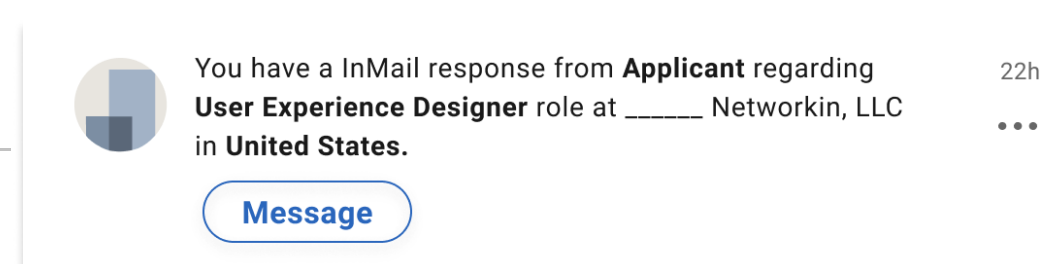 You have a InMail response from Applicant regarding
22h
User Experience Designer role at ______ Networkin, LLC
in United States.
Message